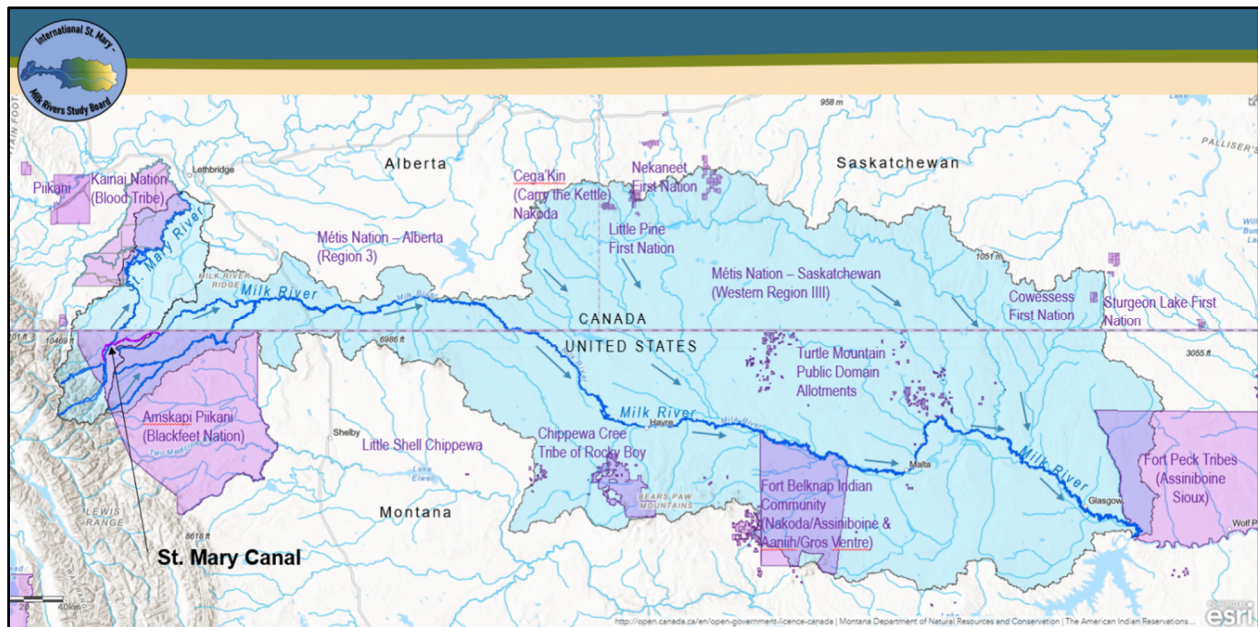 International St. Mary –
Milk Rivers Study Board
958 m
Alberta
Saskatchewan
PALLISER'S
Lethbridge
Piikani
Kainai Nation
(Blood Tribe)
Cega'Kin
(Carry the Kettle)
Nakoda
Nekaneet
First Nation
Little Pine
First Nation
Mary River
Métis Nation – Alberta
(Region 3)
MILK RIVER
RIDGE
Milk River
Métis Nation – Saskatchewan
(Western Region IIII)
1051 m
Cowessess
First Nation
Sturgeon Lake First
Nation
CANADA
UNITED STATES
10469 ft
6986 ft
3055 ft
Turtle Mountain
Public Domain
Allotments
Amskapi Piikani
(Blackfeet Nation)
Shelby
Little Shell Chippewa
Milk River
Havre
Chippewa Cree
Tribe of Rocky Boy
BEARS PAW
MOUNTAINS
Malta
Milk River
Glasgow
Fort Belknap Indian
Community
(Nakoda/Assiniboine &
Aaniih/Gros Ventre)
Fort Peck Tribes
(Assiniboine
Sioux)
Wolf P
LEWIS
RANGE
Montana
8618 ft
St. Mary Canal
20 40km
http://open.canada.ca/en/open-government-licence-canada | Montana Department of Natural Resources and Conservation | The American Indian Reservations...
esri